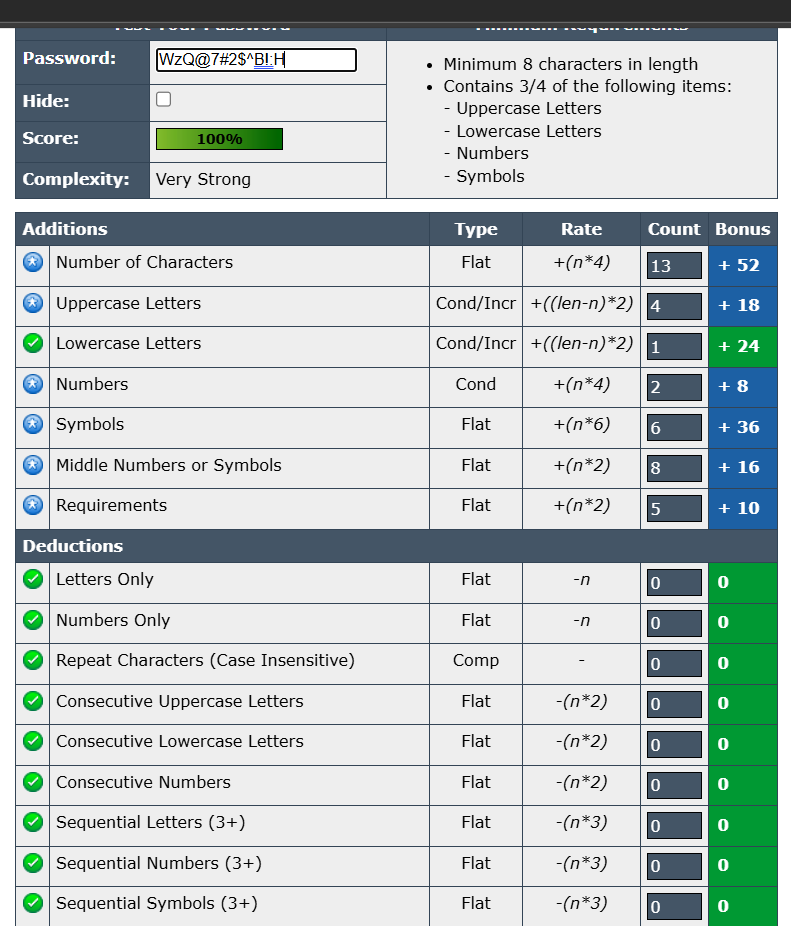 Test Your Password Minimum Requirements
Password: WzQ@7#2$^B!:H
• Minimum 8 characters in length
• Contains 3/4 of the following items:
- Uppercase Letters
- Lowercase Letters
- Numbers
- Symbols
Hide:
Score: 100%
Complexity: Very Strong
Additions Type Rate Count Bonus
Number of Characters Flat +(n*4) 13 + 52
Uppercase Letters Cond/Incr +((len-n)*2) 4 + 18
Lowercase Letters Cond/Incr +((len-n)*2) 1 + 24
Numbers Cond +(n*4) 2 + 8
Symbols Flat +(n*6) 6 + 36
Middle Numbers or Symbols Flat +(n*2) 8 + 16
Requirements Flat +(n*2) 5 + 10
Deductions
Letters Only Flat -n 0 0
Numbers Only Flat -n 0 0
Repeat Characters (Case Insensitive) Comp - 0 0
Consecutive Uppercase Letters Flat -(n*2) 0 0
Consecutive Lowercase Letters Flat -(n*2) 0 0
Consecutive Numbers Flat -(n*2) 0 0
Sequential Letters (3+) Flat -(n*3) 0 0
Sequential Numbers (3+) Flat -(n*3) 0 0
Sequential Symbols (3+) Flat -(n*3) 0 0